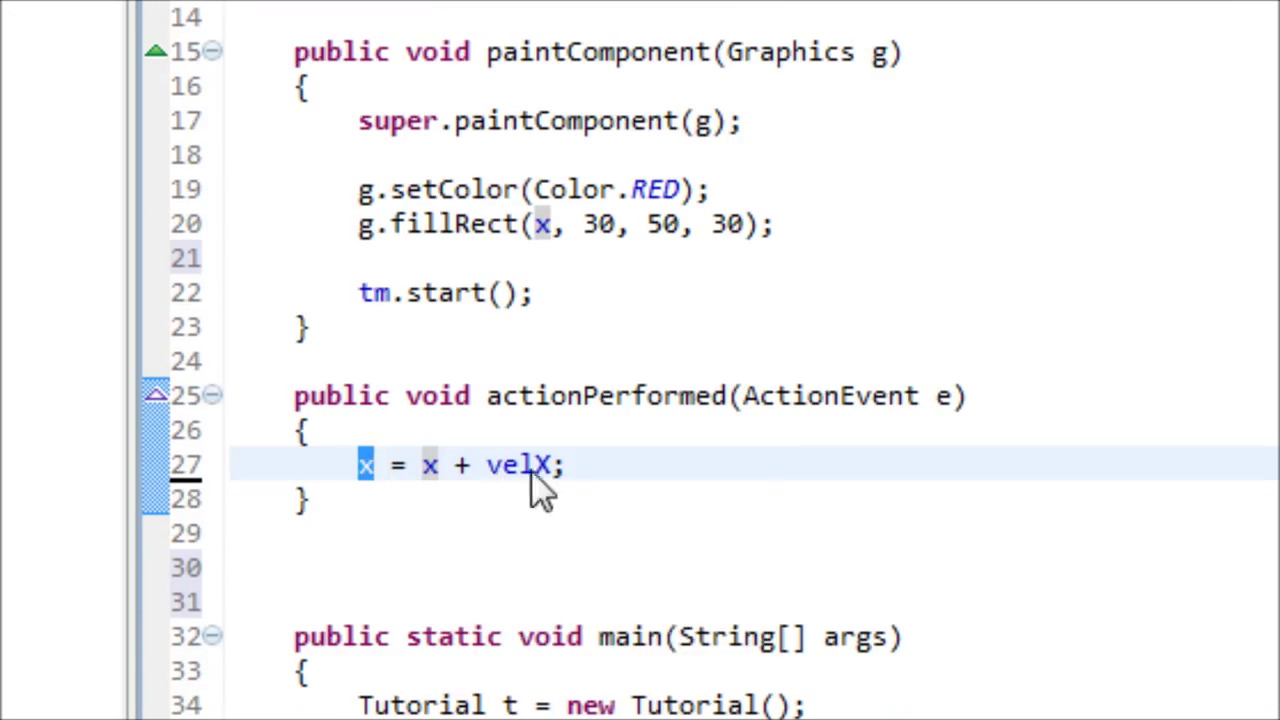 14
15 public void paintComponent(Graphics g)
16 {
17 super.paintComponent(g);
18
19 g.setColor(Color.RED);
20 g.fillRect(x, 30, 50, 30);
21
22 tm.start();
23 }
24
25 public void actionPerformed(ActionEvent e)
26 {
27 x = x + velX;
28 }
29
30
31
32 public static void main(String[] args)
33 {
34 Tutorial t = new Tutorial();